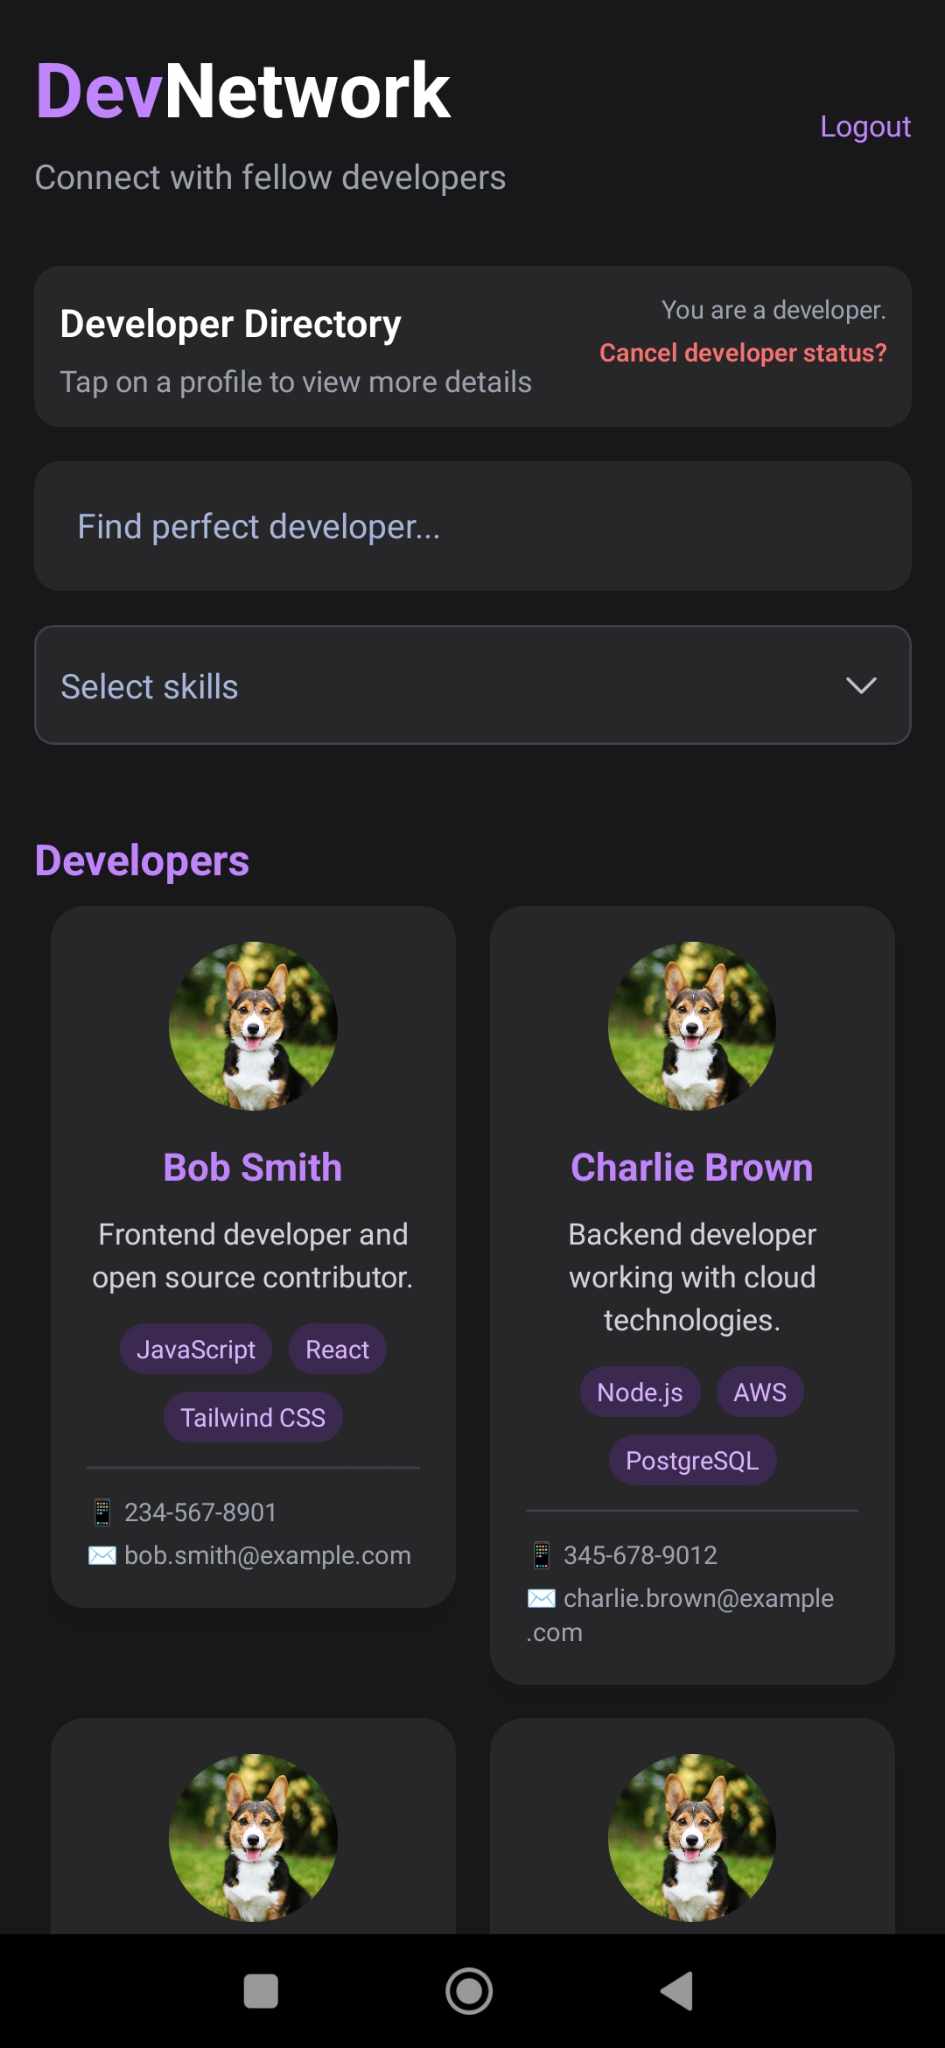 DevNetwork
Logout
Connect with fellow developers
Developer Directory
You are a developer.
Cancel developer status?
Tap on a profile to view more details
Find perfect developer...
Select skills
Developers
Bob Smith
Frontend developer and
open source contributor.
JavaScript React
Tailwind CSS
234-567-8901
bob.smith@example.com
Charlie Brown
Backend developer
working with cloud
technologies.
Node.js AWS
PostgreSQL
345-678-9012
charlie.brown@example
.com